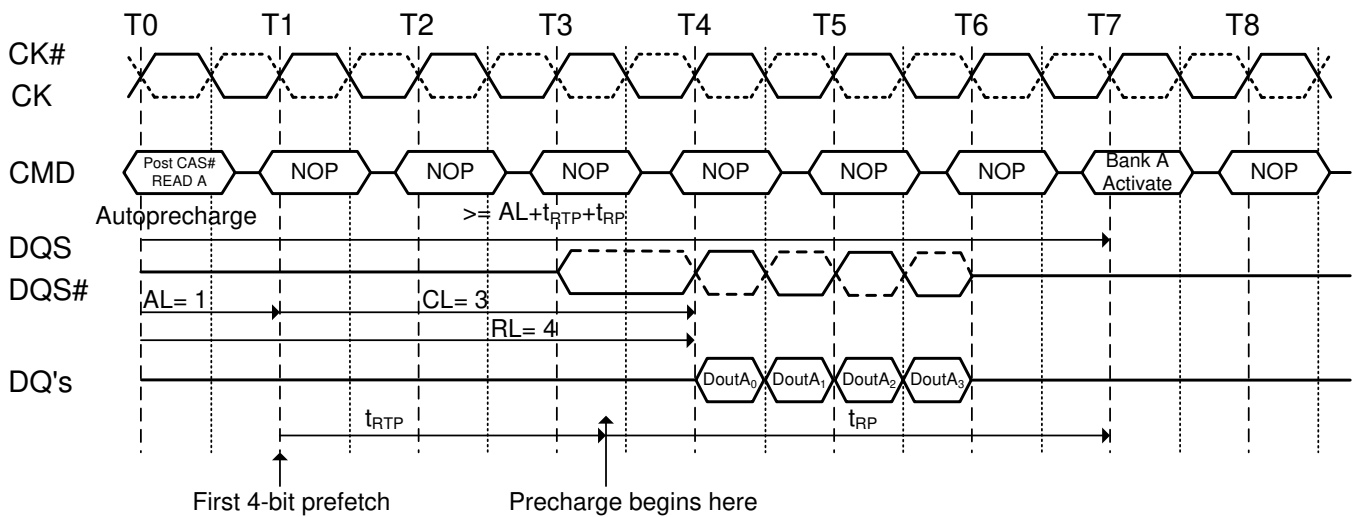 T0 T1 T2 T3 T4 T5 T6 T7 T8
CK#
CK
CMD
Post CAS#
READ A
NOP NOP NOP NOP NOP NOP
Bank A
Activate
NOP
Autoprecharge
>= AL+tRTP+tRP
DQS
DQS#
AL= 1
CL= 3
RL= 4
DQ's
DoutA0 DoutA1 DoutA2 DoutA3
tRTP
tRP
First 4-bit prefetch
Precharge begins here